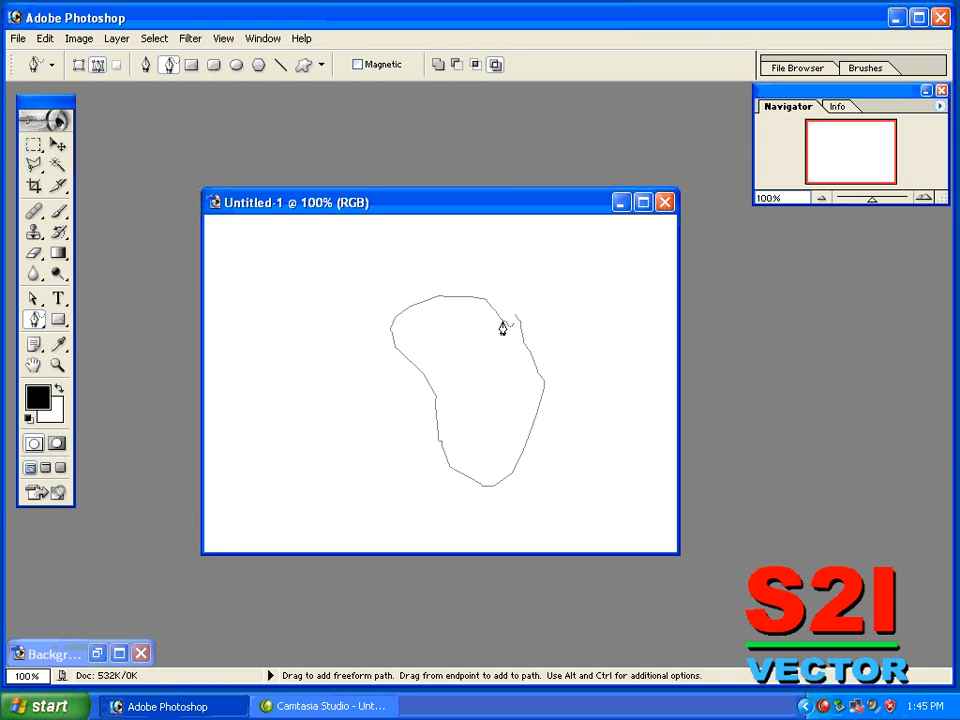 Adobe Photoshop
File Edit Image Layer Select Filter View Window Help
Magnetic
File Browser Brushes
Navigator Info
100%
Untitled-1 @ 100% (RGB)
T
S2I
VECTOR
Backgr...
100% Doc: 532K/0K Drag to add freeform path. Drag from endpoint to add to path. Use Alt and Ctrl for additional options.
start Adobe Photoshop Camtasia Studio - Unt... 1:45 PM